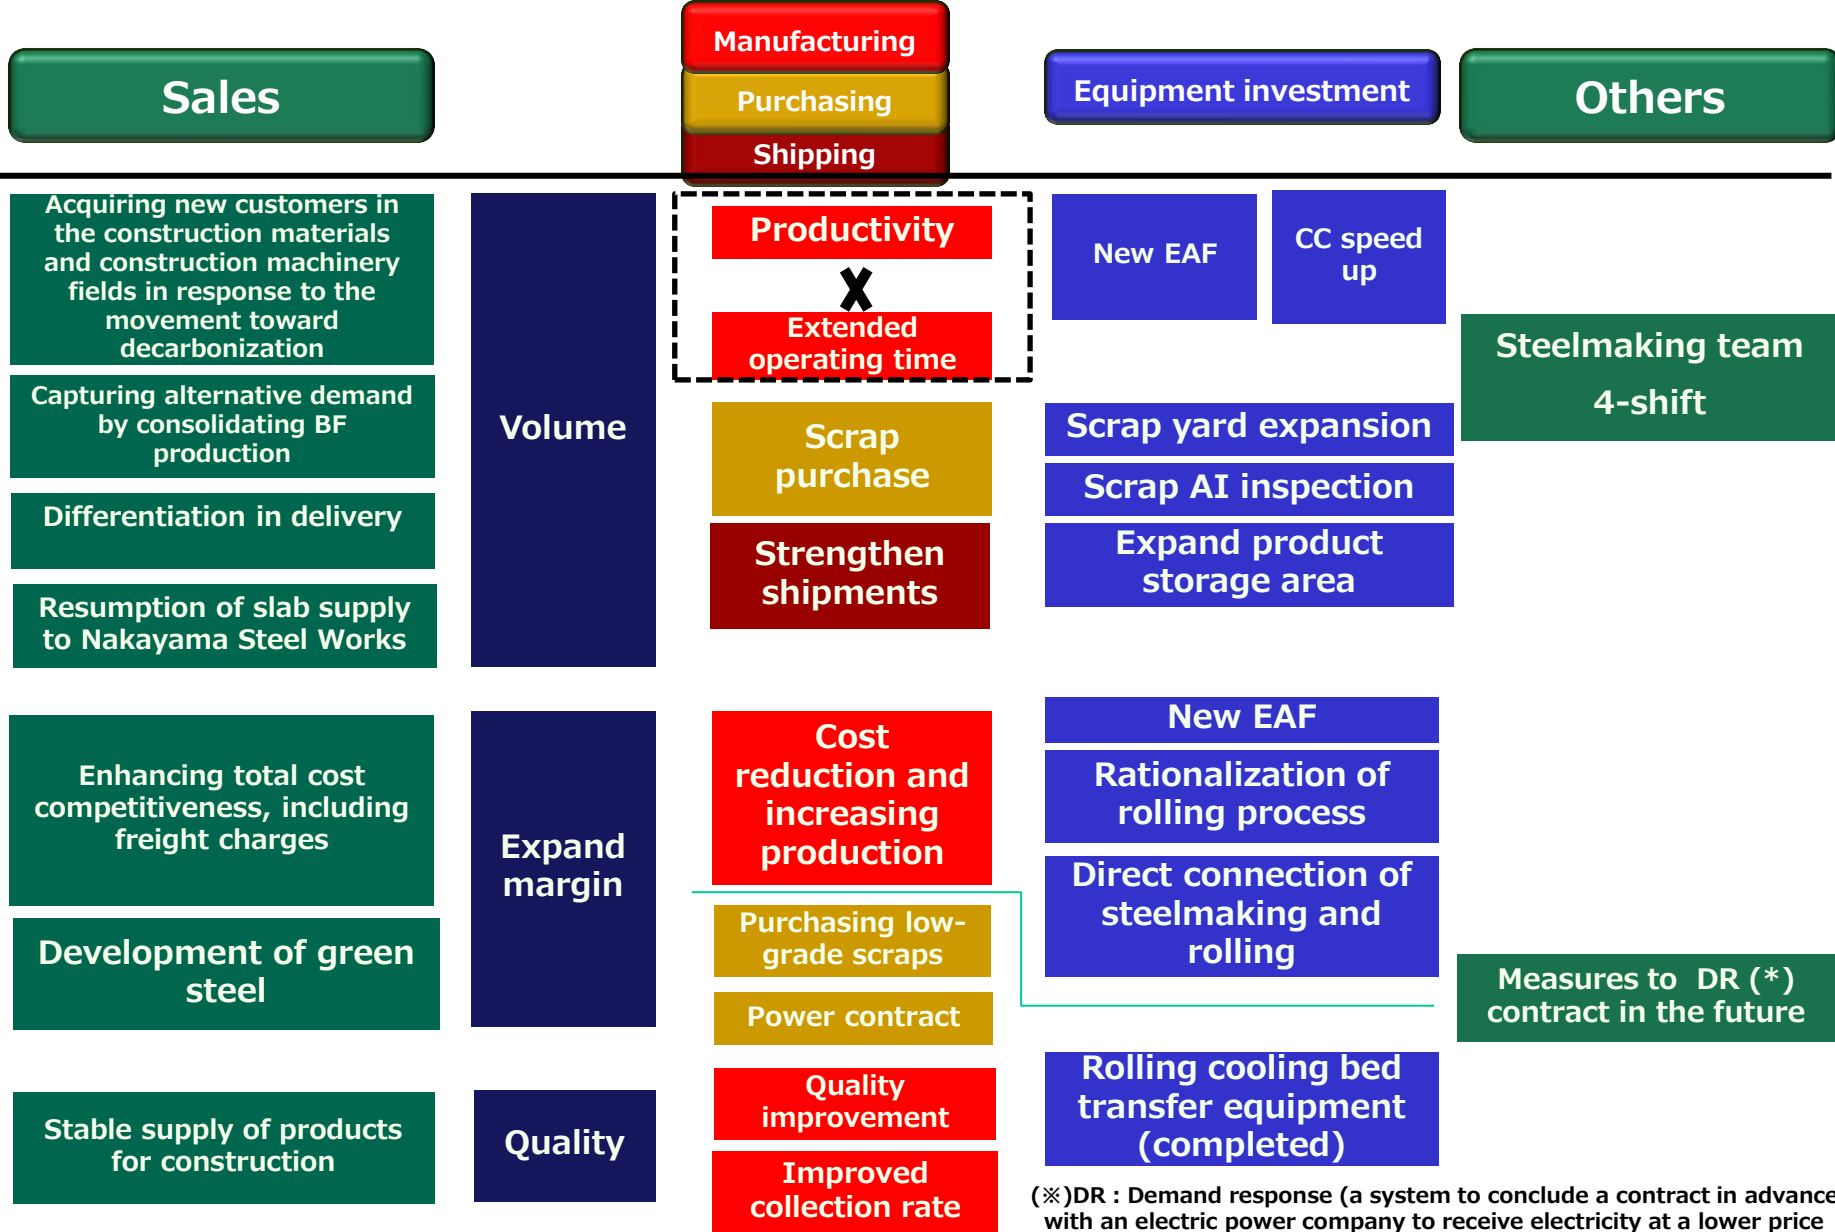 Sales
Manufacturing
Purchasing
Shipping
Equipment investment
Others
Acquiring new customers in
the construction materials
and construction machinery
fields in response to the
movement toward
decarbonization
Capturing alternative demand
by consolidating BF
production
Differentiation in delivery
Resumption of slab supply
to Nakayama Steel Works
Volume
Productivity
X
Extended
operating time
Scrap
purchase
Strengthen
shipments
New EAF
CC speed
up
Scrap yard expansion
Scrap AI inspection
Expand product
storage area
Steelmaking team
4-shift
Enhancing total cost
competitiveness, including
freight charges
Development of green
steel
Expand
margin
Cost
reduction and
increasing
production
Purchasing low-
grade scraps
Power contract
New EAF
Rationalization of
rolling process
Direct connection of
steelmaking and
rolling
Measures to DR (*)
contract in the future
Stable supply of products
for construction
Quality
Quality
improvement
Improved
collection rate
Rolling cooling bed
transfer equipment
(completed)
(※)DR : Demand response (a system to conclude a contract in advance
with an electric power company to receive electricity at a lower price